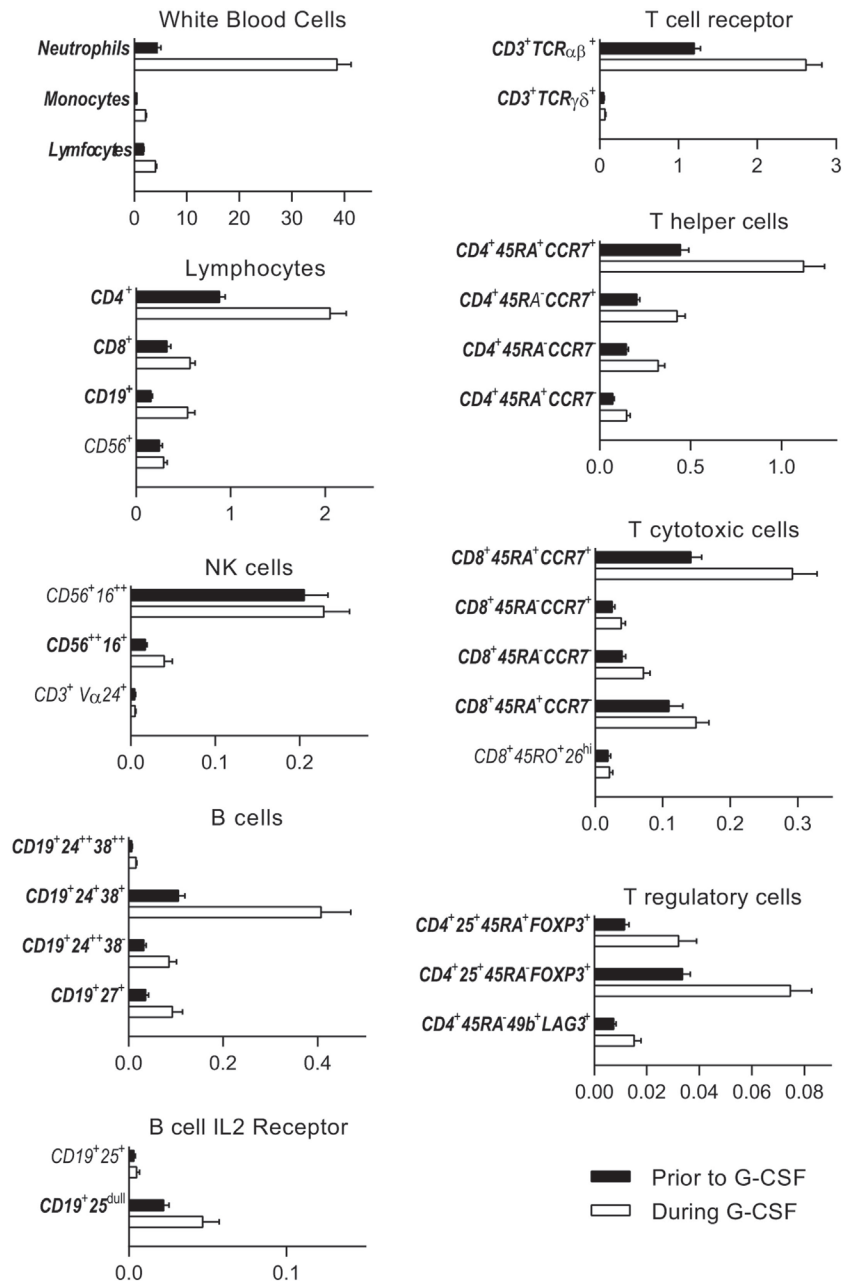 White Blood Cells
Neutrophils
Monocytes
Lymfocytes
0 10 20 30 40
Lymphocytes
CD4⁺
CD8⁺
CD19⁺
CD56⁺
0 1 2
NK cells
CD56⁺16⁺⁺
CD56⁺⁺16⁺
CD3⁺ Vα24⁺
0.0 0.1 0.2
B cells
CD19⁺24⁺⁺38⁺⁺
CD19⁺24⁺38⁺
CD19⁺24⁺⁺38⁻
CD19⁺27⁺
0.0 0.2 0.4
B cell IL2 Receptor
CD19⁺25⁺
CD19⁺25ᵈᵘˡˡ
0.0 0.1
T cell receptor
CD3⁺TCRαβ⁺
CD3⁺TCRγδ⁺
0 1 2 3
T helper cells
CD4⁺45RA⁺CCR7⁺
CD4⁺45RA⁻CCR7⁺
CD4⁺45RA⁻CCR7⁻
CD4⁺45RA⁺CCR7⁻
0.0 0.5 1.0
T cytotoxic cells
CD8⁺45RA⁺CCR7⁺
CD8⁺45RA⁻CCR7⁺
CD8⁺45RA⁻CCR7⁻
CD8⁺45RA⁺CCR7⁻
CD8⁺45RO⁺26ʰⁱ
0.0 0.1 0.2 0.3
T regulatory cells
CD4⁺25⁺45RA⁺FOXP3⁺
CD4⁺25⁺45RA⁻FOXP3⁺
CD4⁺45RA⁻49b⁺LAG3⁺
0.00 0.02 0.04 0.06 0.08
Prior to G-CSF
During G-CSF